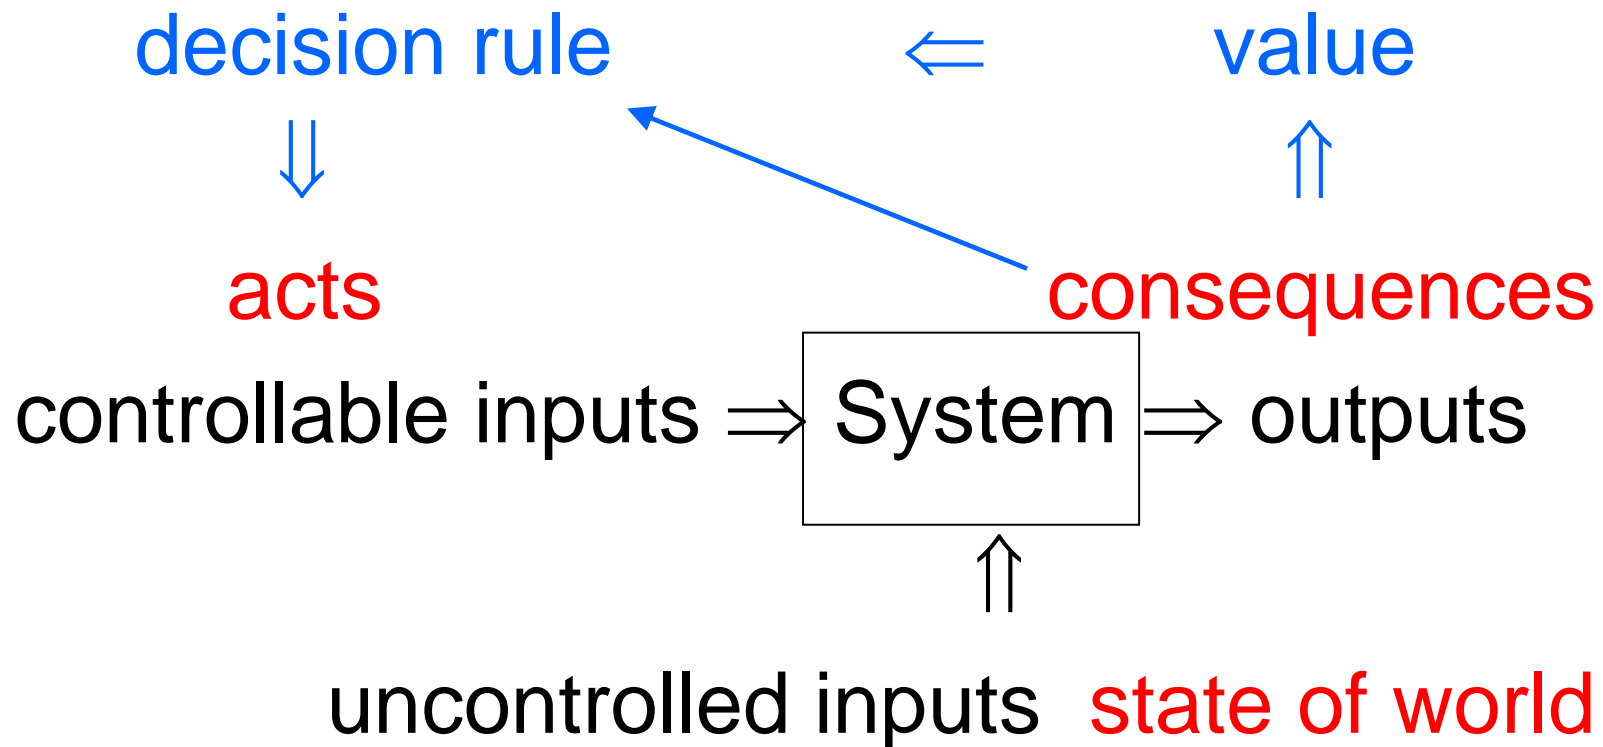 decision rule ⇐ value
⇓ ⇑
acts consequences
controllable inputs ⇒ System ⇒ outputs
⇑
uncontrolled inputs state of world